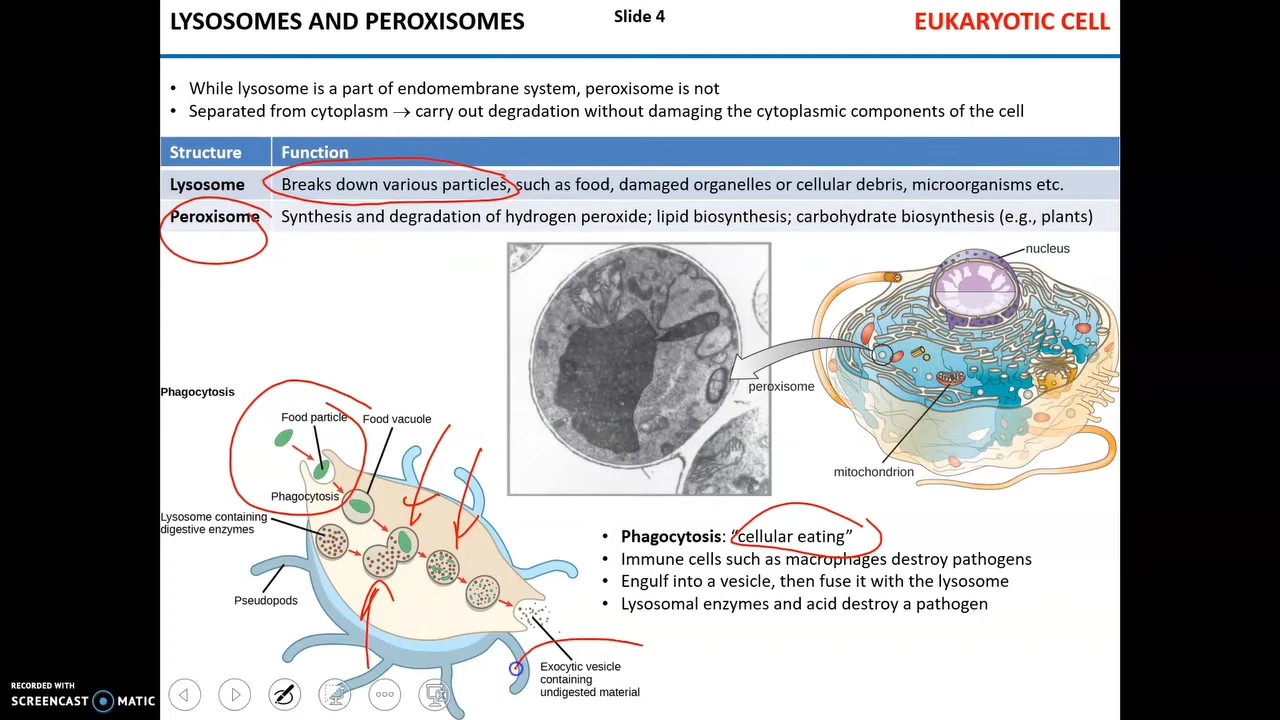 LYSOSOMES AND PEROXISOMES
Slide 4
EUKARYOTIC CELL
• While lysosome is a part of endomembrane system, peroxisome is not
• Separated from cytoplasm → carry out degradation without damaging the cytoplasmic components of the cell
Structure Function
Lysosome Breaks down various particles, such as food, damaged organelles or cellular debris, microorganisms etc.
Peroxisome Synthesis and degradation of hydrogen peroxide; lipid biosynthesis; carbohydrate biosynthesis (e.g., plants)
nucleus
peroxisome
mitochondrion
Phagocytosis
Food particle
Food vacuole
Phagocytosis
Lysosome containing
digestive enzymes
Pseudopods
Exocytic vesicle
containing
undigested material
• Phagocytosis: “cellular eating”
• Immune cells such as macrophages destroy pathogens
• Engulf into a vesicle, then fuse it with the lysosome
• Lysosomal enzymes and acid destroy a pathogen
RECORDED WITH
SCREENCAST MATIC